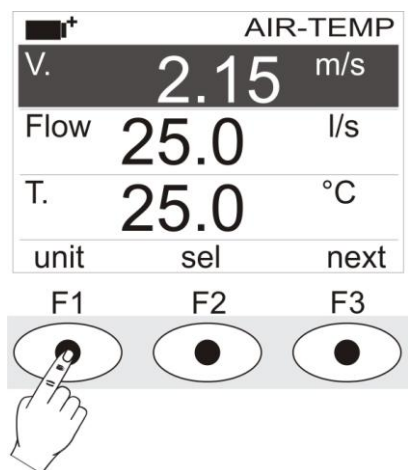 AIR-TEMP
V. 2.15 m/s
Flow 25.0 l/s
T. 25.0 °C
unit sel next
F1 F2 F3